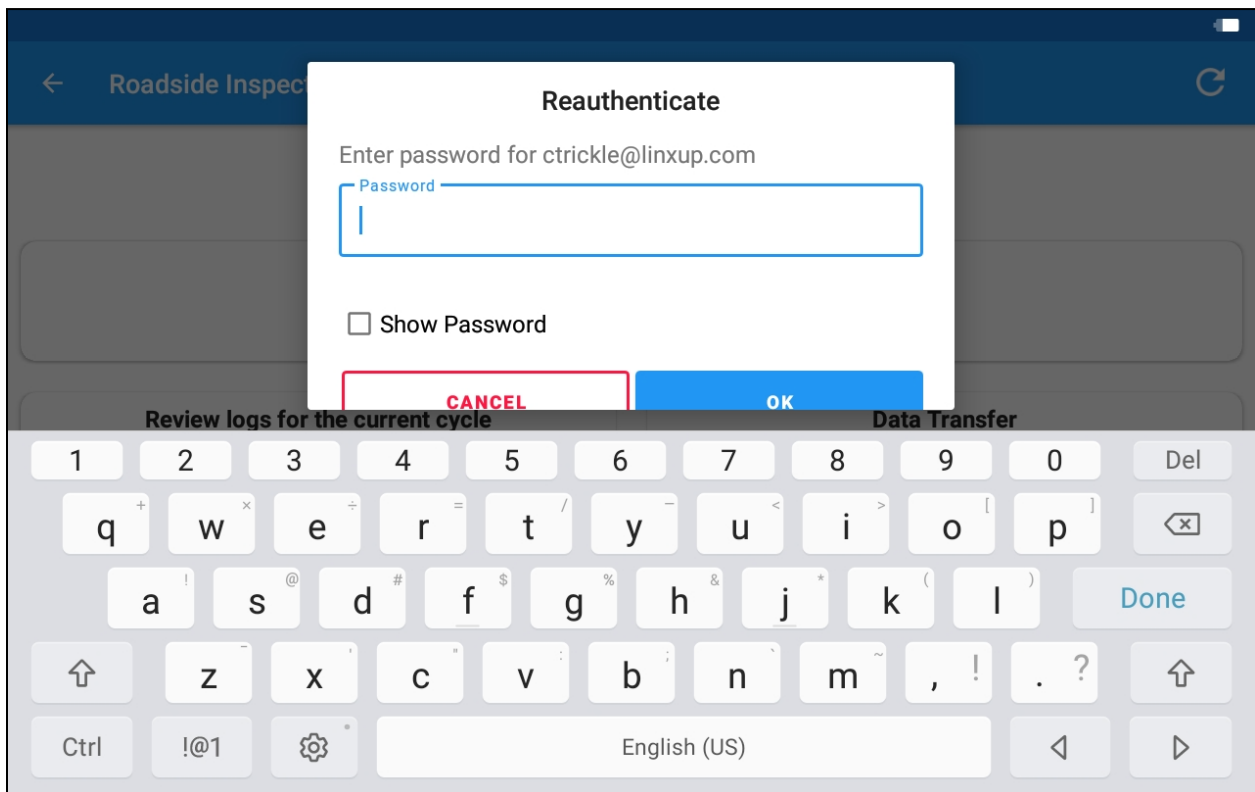 Roadside Inspect
Reauthenticate
Enter password for ctrickle@linxup.com
Password
Show Password
CANCEL
OK
Review logs for the current cycle
Data Transfer
1 2 3 4 5 6 7 8 9 0 Del
q + w × e ÷ r = t / y _ u < i > o [ p ]
a ! s @ d # f $ g % h & j * k ( l ) Done
z - x ' c " v : b ; n ` m ~ , ! . ?
Ctrl !@1 English (US)